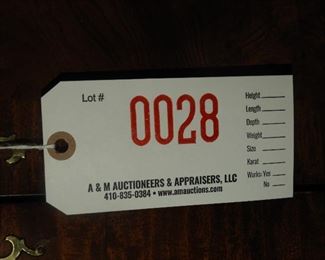 Lot #
0028
Height
Length
Depth
Weight
Size
Karat
Works: Yes
No
A & M AUCTIONEERS & APPRAISERS, LLC
410-835-0384 • www.amauctions.com